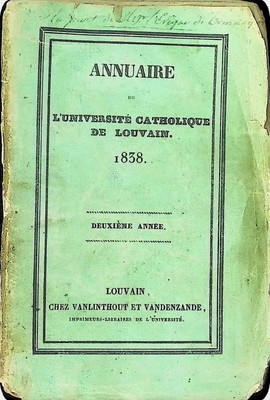 ANNUAIRE
DE
L'UNIVERSITÉ CATHOLIQUE
DE LOUVAIN.
1838.
DEUXIÈME ANNÉE.
LOUVAIN,
CHEZ VANLINTHOUT ET VANDENZANDE,
IMPRIMEURS-LIBRAIRES DE L'UNIVERSITÉ.